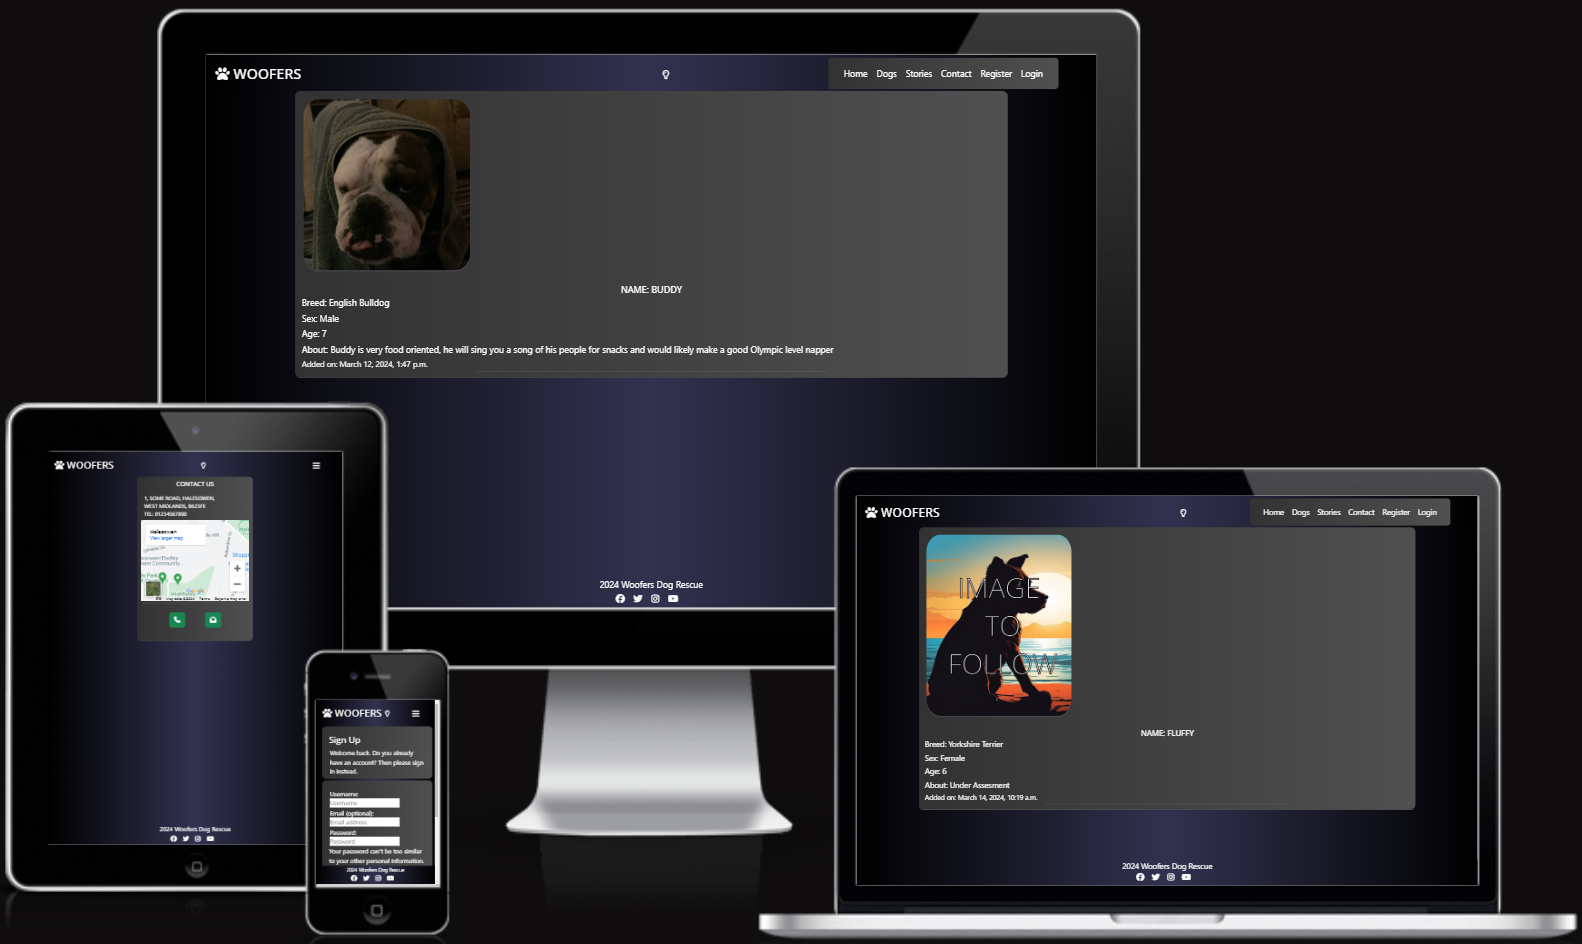 WOOFERS
Home Dogs Stories Contact Register Login
NAME: BUDDY
Breed: English Bulldog
Sex: Male
Age: 7
About: Buddy is very food oriented, he will sing you a song of his people for snacks and would likely make a good Olympic level napper
Added on: March 12, 2024, 1:47 p.m.
2024 Woofers Dog Rescue
WOOFERS
CONTACT US
1, SOME ROAD, HALESOWEN,
WEST MIDLANDS, B623FE
TEL: 01234567890
Halesowen
View larger map
Google
2024 Woofers Dog Rescue
WOOFERS
Sign Up
Welcome back. Do you already
have an account? Then please sign
in instead.
Username:
Username
Email (optional):
Email address
Password:
Password
Your password can't be too similar
to your other personal information.
2024 Woofers Dog Rescue
WOOFERS
Home Dogs Stories Contact Register Login
IMAGE
TO
FOLLOW
NAME: FLUFFY
Breed: Yorkshire Terrier
Sex: Female
Age: 6
About: Under Assesment
Added on: March 14, 2024, 10:19 a.m.
2024 Woofers Dog Rescue